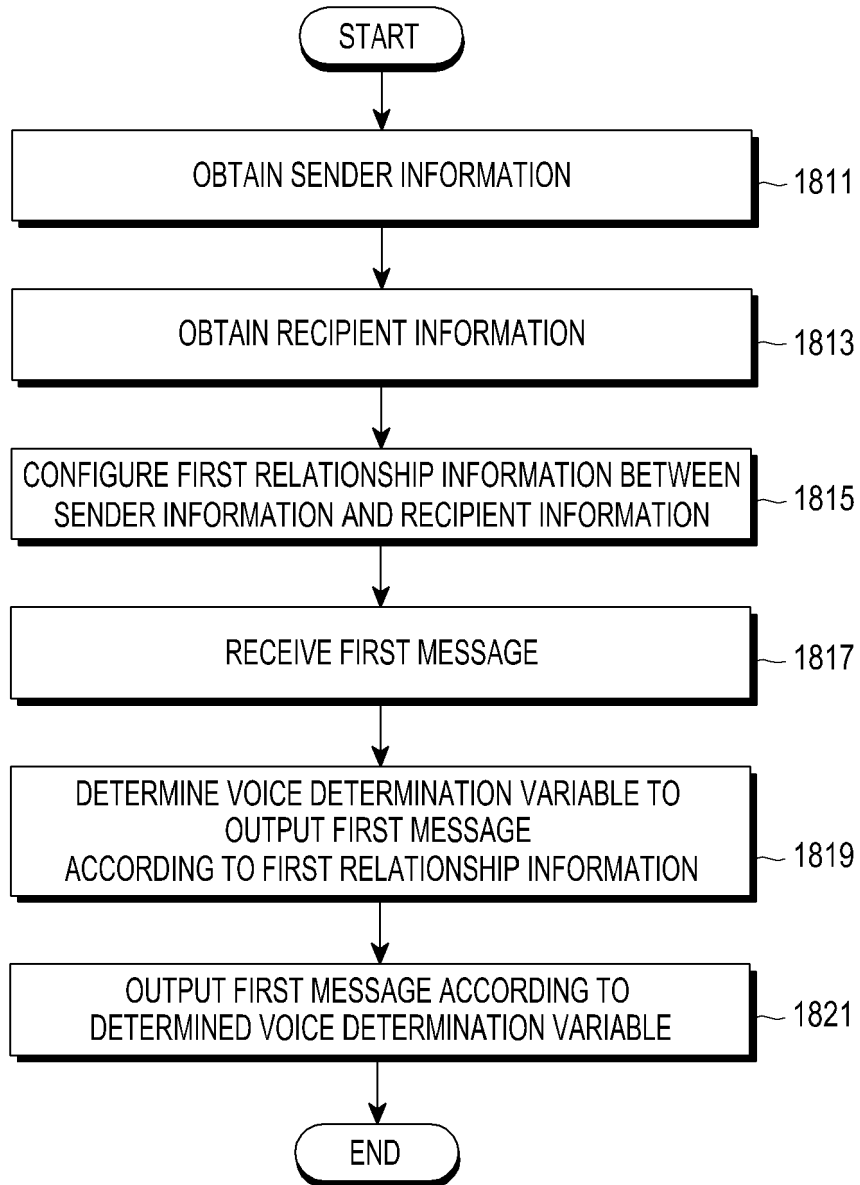 START
OBTAIN SENDER INFORMATION
1811
OBTAIN RECIPIENT INFORMATION
1813
CONFIGURE FIRST RELATIONSHIP INFORMATION BETWEEN
SENDER INFORMATION AND RECIPIENT INFORMATION
1815
RECEIVE FIRST MESSAGE
1817
DETERMINE VOICE DETERMINATION VARIABLE TO
OUTPUT FIRST MESSAGE
ACCORDING TO FIRST RELATIONSHIP INFORMATION
1819
OUTPUT FIRST MESSAGE ACCORDING TO
DETERMINED VOICE DETERMINATION VARIABLE
1821
END